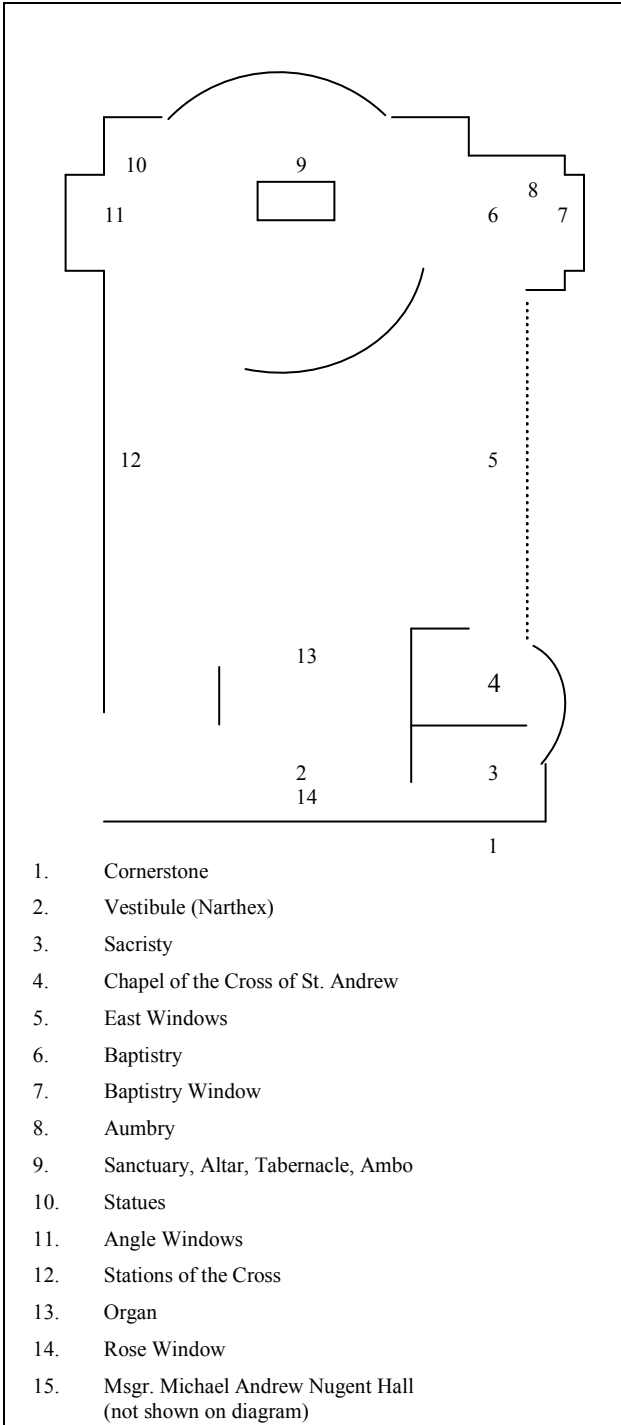 10
9
8
11
6
7
12
5
13
4
2
3
14
1
1. Cornerstone
2. Vestibule (Narthex)
3. Sacristy
4. Chapel of the Cross of St. Andrew
5. East Windows
6. Baptistry
7. Baptistry Window
8. Aumbry
9. Sanctuary, Altar, Tabernacle, Ambo
10. Statues
11. Angle Windows
12. Stations of the Cross
13. Organ
14. Rose Window
15. Msgr. Michael Andrew Nugent Hall
(not shown on diagram)